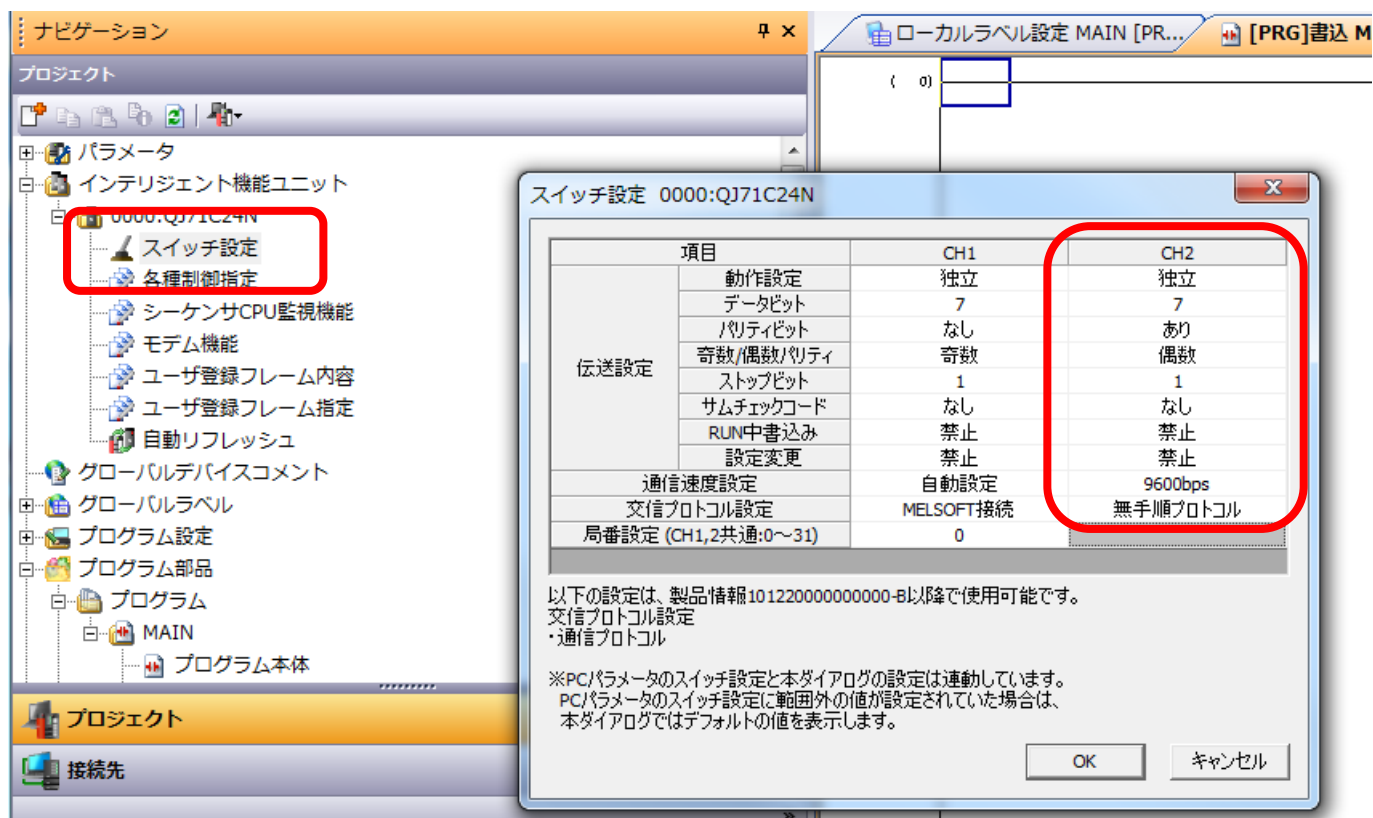 ナビゲーション
プロジェクト
パラメータ
インテリジェント機能ユニット
0000:QJ71C24N
スイッチ設定
各種制御指定
シーケンサCPU監視機能
モデム機能
ユーザ登録フレーム内容
ユーザ登録フレーム指定
自動リフレッシュ
グローバルデバイスコメント
グローバルラベル
プログラム設定
プログラム部品
プログラム
MAIN
プログラム本体
プロジェクト
接続先
ローカルラベル設定 MAIN [PR... [PRG]書込 M
( 0)
スイッチ設定 0000:QJ71C24N
項目 CH1 CH2
伝送設定
動作設定 独立 独立
データビット 7 7
パリティビット なし あり
奇数/偶数パリティ 奇数 偶数
ストップビット 1 1
サムチェックコード なし なし
RUN中書込み 禁止 禁止
設定変更 禁止 禁止
通信速度設定 自動設定 9600bps
交信プロトコル設定 MELSOFT接続 無手順プロトコル
局番設定 (CH1,2共通:0～31) 0
以下の設定は、製品情報101220000000000-B以降で使用可能です。
交信プロトコル設定
・通信プロトコル
※PCパラメータのスイッチ設定と本ダイアログの設定は連動しています。
PCパラメータのスイッチ設定に範囲外の値が設定されていた場合は、
本ダイアログではデフォルトの値を表示します。
OK キャンセル